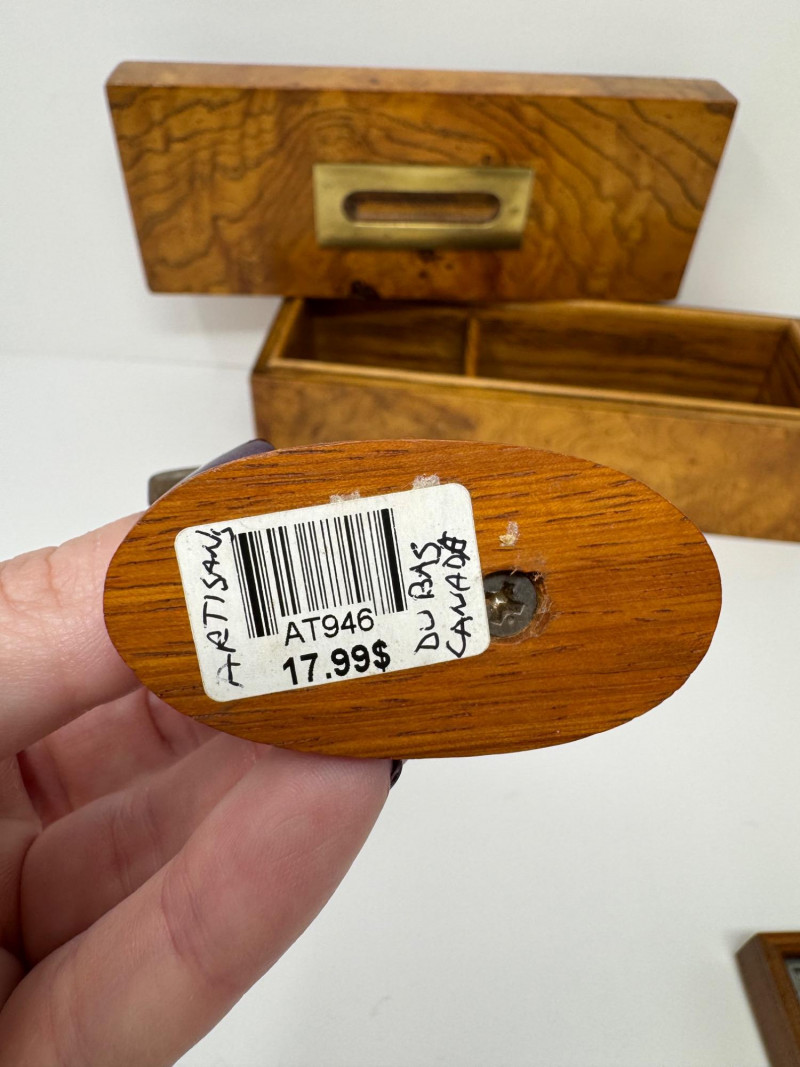 ARTISANS
AT946
17.99$
DU BAS
CANADA